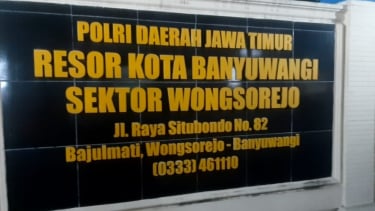 POLRI DAERAH JAWA TIMUR
RESOR KOTA BANYUWANGI
SEKTOR WONGSOREJO
Jl. Raya Situbondo No. 82
Bajulmati, Wongsorejo - Banyuwangi
(0333) 461110